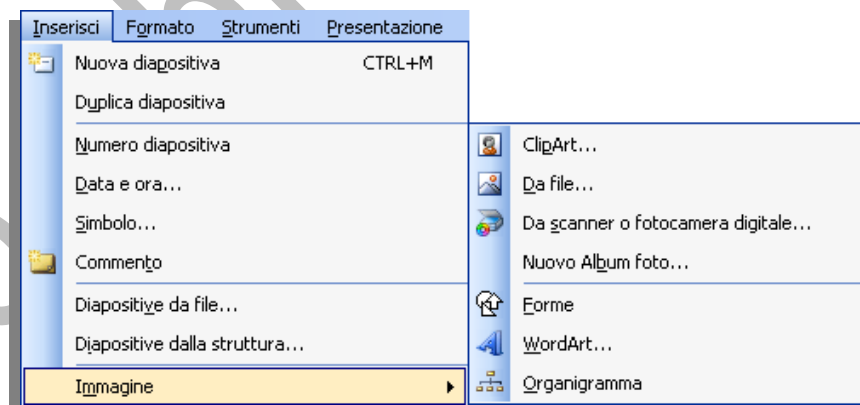 Inserisci Formato Strumenti Presentazione
Nuova diapositiva CTRL+M
Duplica diapositiva
Numero diapositiva
Data e ora...
Simbolo...
Commento
Diapositive da file...
Diapositive dalla struttura...
Immagine
ClipArt...
Da file...
Da scanner o fotocamera digitale...
Nuovo Album foto...
Forme
WordArt...
Organigramma